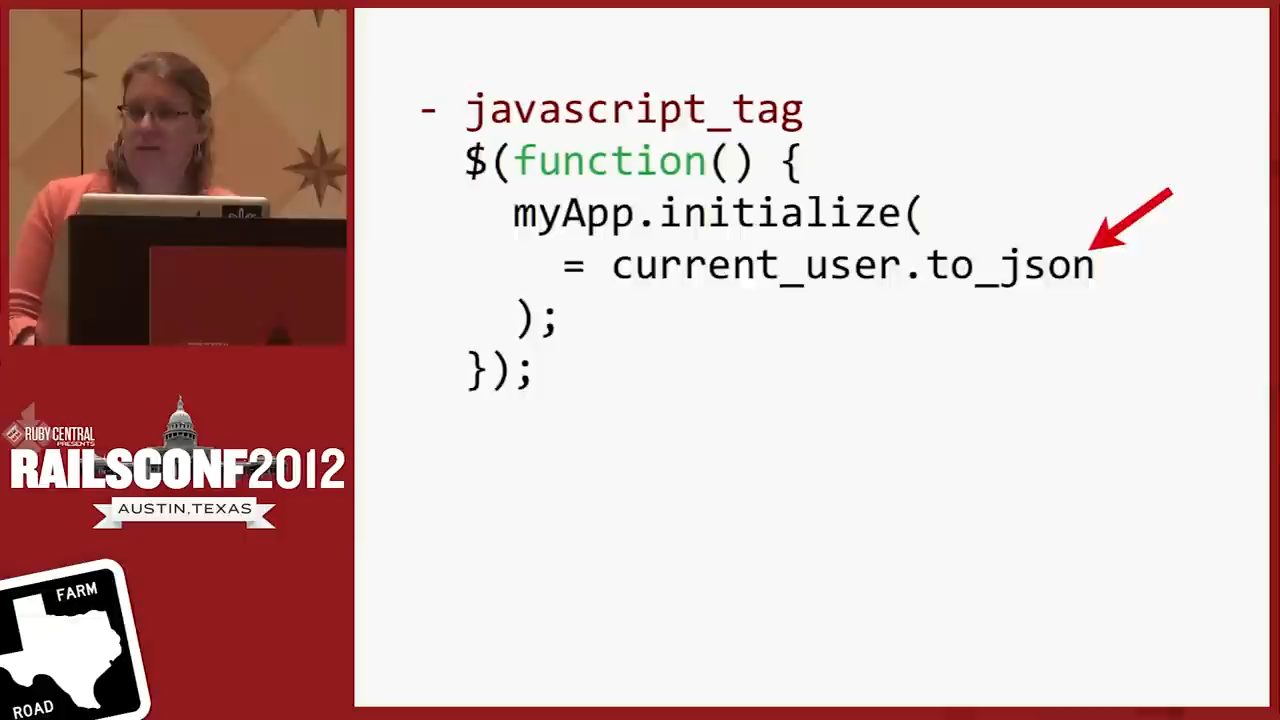 - javascript_tag
$(function() {
myApp.initialize(
= current_user.to_json
);
});
RUBY CENTRAL
PRESENTS
RAILSCONF2012
AUSTIN,TEXAS
FARM
ROAD